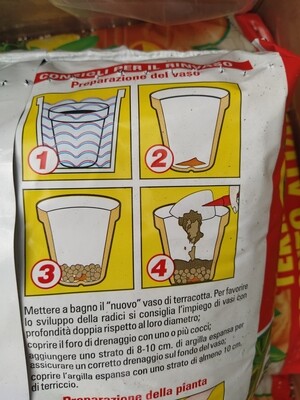 CONSIGLI PER IL RINVASO
Preparazione del vaso
1
2
3
4
Mettere a bagno il "nuovo" vaso di terracotta. Per favorire
lo sviluppo della radici si consiglia l'impiego di vasi con
profondità doppia rispetto al loro diametro;
coprire il foro di drenaggio con uno o più cocci;
aggiungere uno strato di 8-10 cm. di argilla espansa per
assicurare un corretro drenaggio sul fondo del vaso;
coprire l'argilla espansa con uno strato di almeno 10 cm.
di terriccio.
Preparazione della pianta